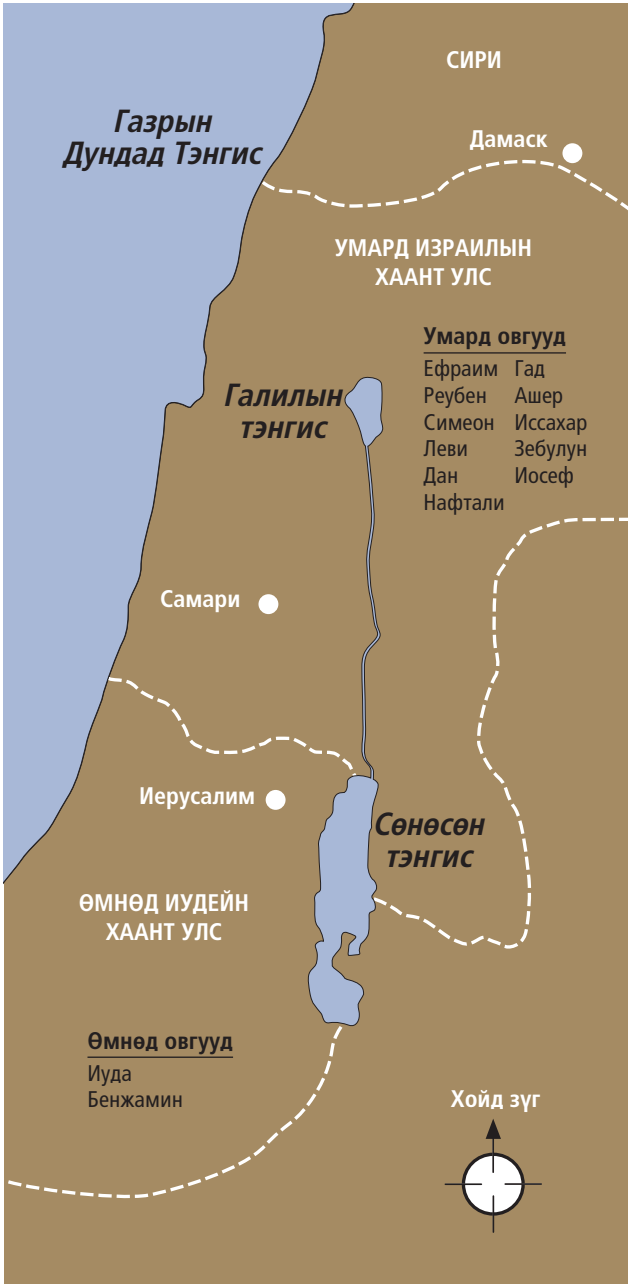 СИРИ
Газрын
Дундад Тэнгис
Дамаск
УМАРД ИЗРАИЛЫН
ХААНТ УЛС
Умард овгууд
Ефраим Гад
Реубен Ашер
Симеон Иссахар
Леви Зебулун
Дан Иосеф
Нафтали
Галилын
тэнгис
Самари
Иерусалим
Сөнөсөн
тэнгис
ӨМНӨД ИУДЕЙН
ХААНТ УЛС
Өмнөд овгууд
Иуда
Бенжамин
Хойд зүг